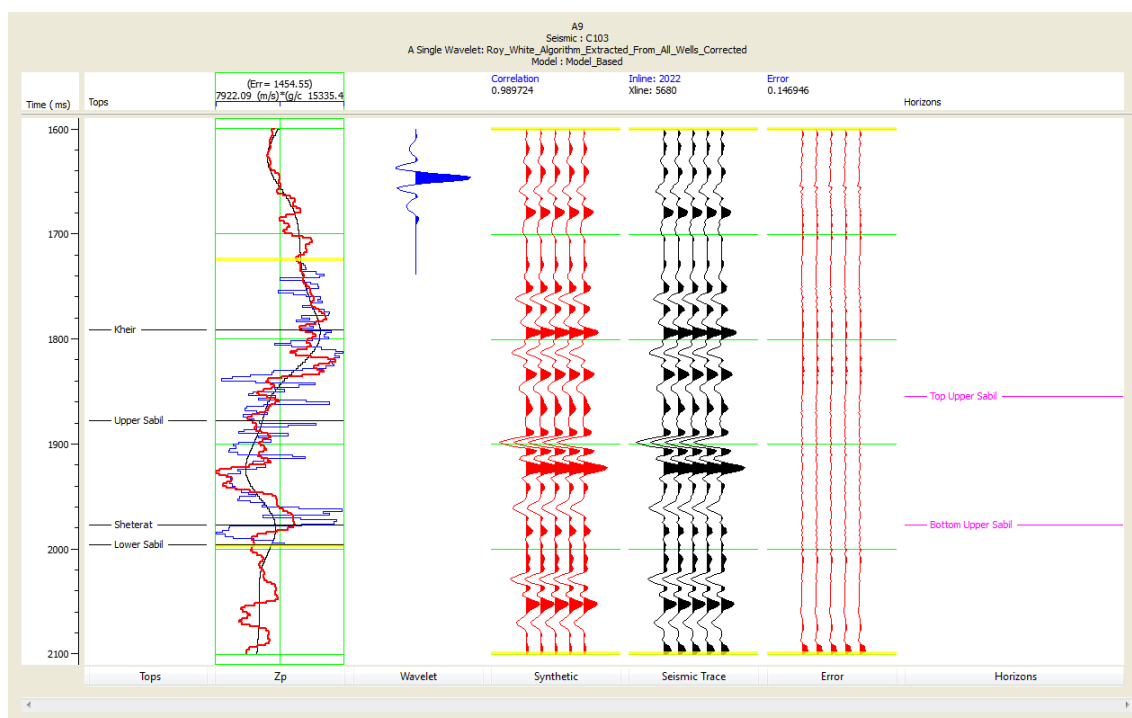 A9
Seismic : C103
A Single Wavelet: Roy_White_Algorithm_Extracted_From_All_Wells_Corrected
Model : Model_Based
Time ( ms)
Tops
(Err= 1454.55)
7922.09 (m/s)*(g/c 15335.4
Correlation
0.989724
Inline: 2022
Xline: 5680
Error
0.146946
Horizons
1600
1700
1800
1900
2000
2100
Kheir
Upper Sabil
Sheterat
Lower Sabil
Top Upper Sabil
Bottom Upper Sabil
Tops
Zp
Wavelet
Synthetic
Seismic Trace
Error
Horizons